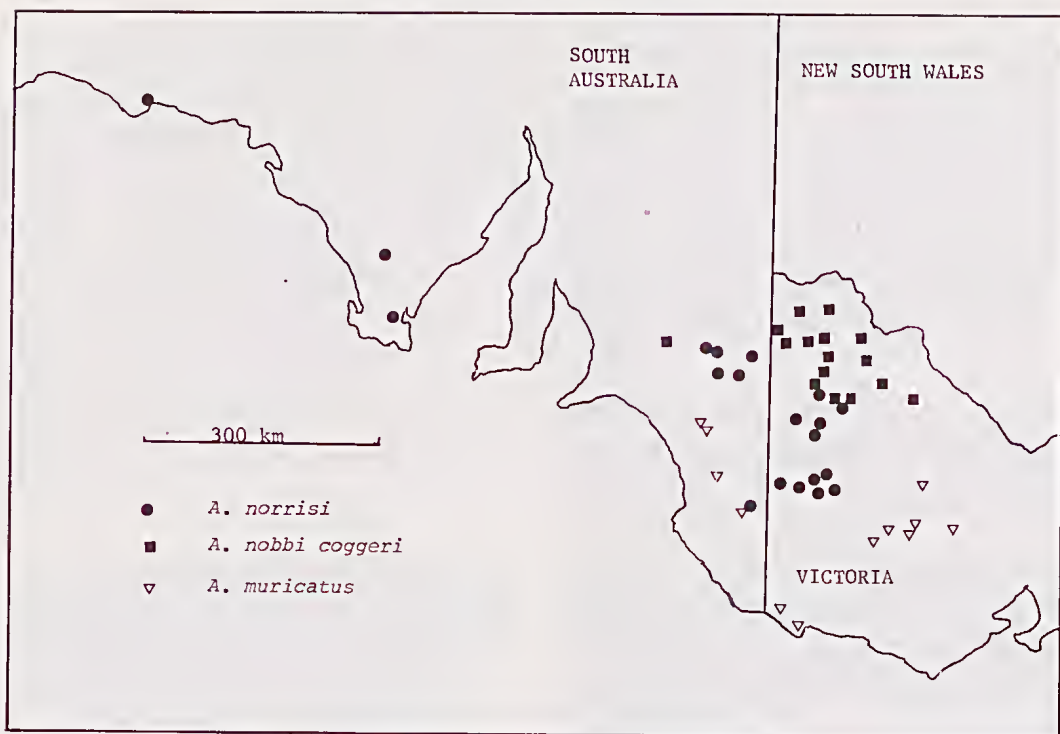 SOUTH
AUSTRALIA
NEW SOUTH WALES
300 km
A. norrisi
A. nobbi coggeri
A. muricatus
VICTORIA